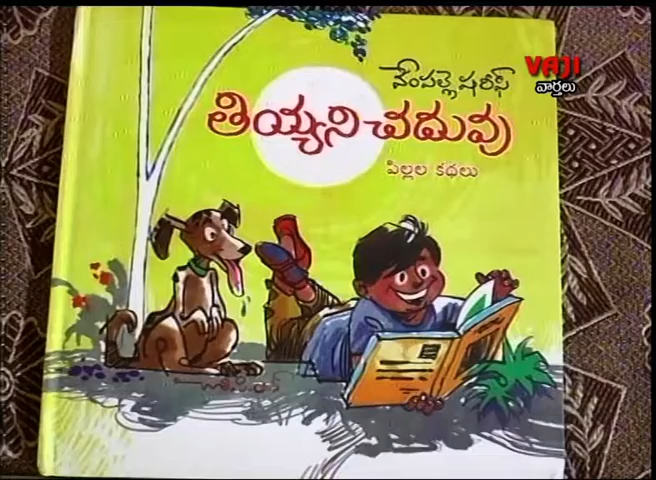 వేంపల్లె షరీఫ్
తియ్యని చదువు
పిల్లల కథలు
VAJI
వార్తలు